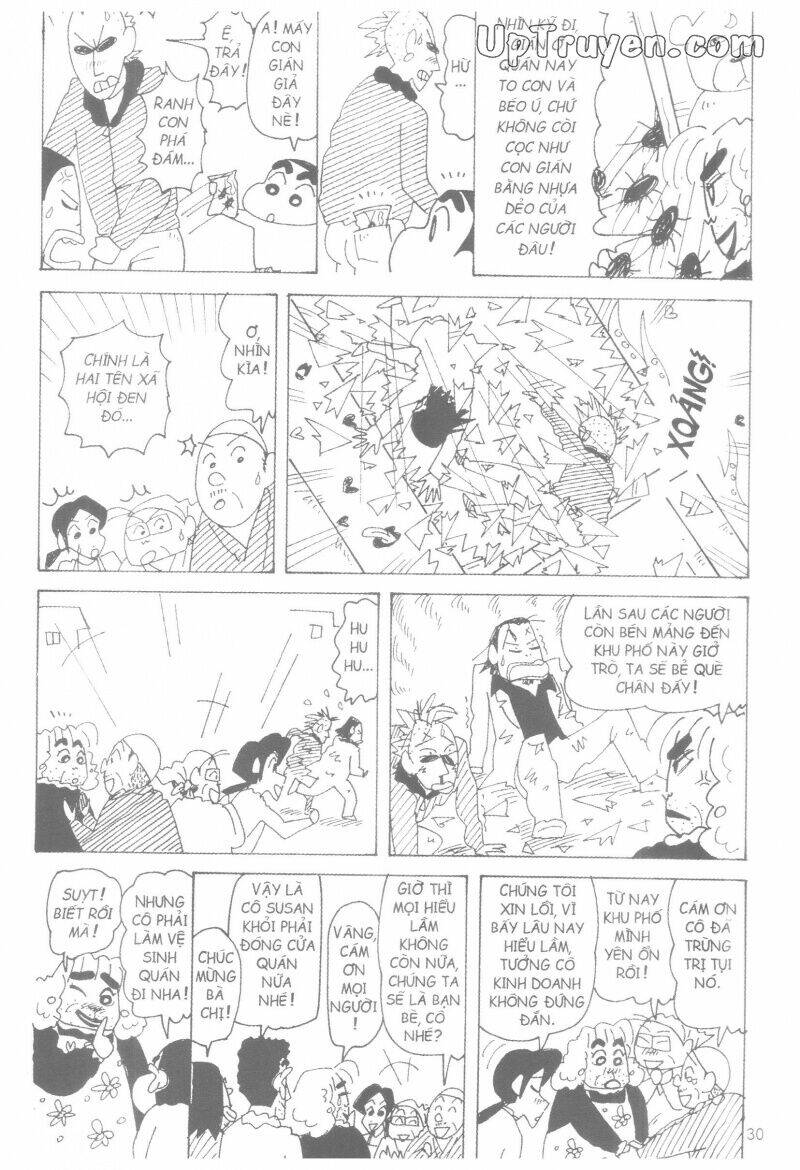 UpTruyen.com
NHÌN KỸ ĐI,
GIÁN Ở
QUÁN NÀY
TO CON VÀ
BÉO Ú, CHỨ
KHÔNG CÒI
CỌC NHƯ
CON GIÁN
BẰNG NHỰA
DẺO CỦA
CÁC NGƯỜI
ĐÂU!
HỪ
...
A! MẤY
CON
GIÁN
GIẢ
ĐÂY
NÈ!
Ê,
TRẢ
ĐÂY!
RANH
CON
PHÁ
ĐÁM...
XOẢNG!
Ơ,
NHÌN
KÌA!
CHÍNH LÀ
HAI TÊN XÃ
HỘI ĐEN
ĐÓ...
LẦN SAU CÁC NGƯỜI
CÒN BÉN MẢNG ĐẾN
KHU PHỐ NÀY GIỞ
TRÒ, TA SẼ BẺ QUÈ
CHÂN ĐẤY!
HU
HU
HU...
CÁM ƠN
CÔ ĐÃ
TRỪNG
TRỊ TỤI
NÓ.
TỪ NAY
KHU PHỐ
MÌNH
YÊN ỔN
RỒI!
CHÚNG TÔI
XIN LỖI, VÌ
BẤY LÂU NAY
HIỂU LẦM,
TƯỞNG CÔ
KINH DOANH
KHÔNG ĐỨNG
ĐẮN.
GIỜ THÌ
MỌI HIỂU
LẦM
KHÔNG
CÒN NỮA,
CHÚNG TA
SẼ LÀ BẠN
BÈ, CÔ
NHÉ?
VÂNG,
CÁM
ƠN MỌI
NGƯỜI
!
VẬY LÀ
CÔ SUSAN
KHỎI PHẢI
ĐÓNG CỬA
QUÁN NỮA
NHÉ!
CHÚC
MỪNG
BÀ
CHỊ!
NHƯNG
CÔ PHẢI
LÀM VỆ
SINH
QUÁN
ĐI NHA!
SUYT!
BIẾT RỒI
MÀ!
30